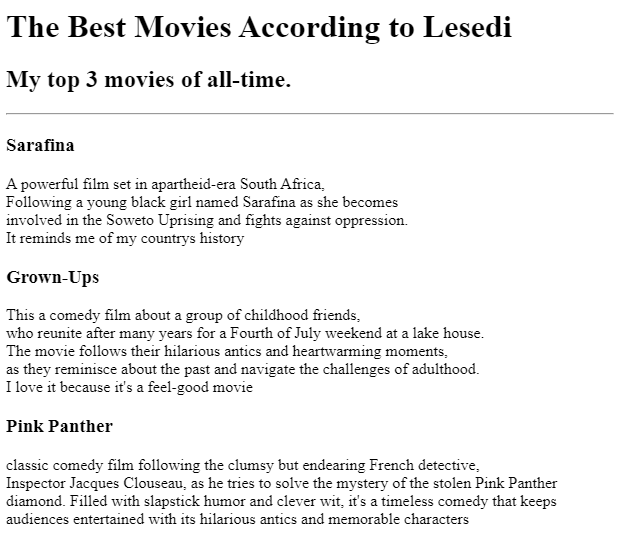 The Best Movies According to Lesedi
My top 3 movies of all-time.
Sarafina
A powerful film set in apartheid-era South Africa,
Following a young black girl named Sarafina as she becomes
involved in the Soweto Uprising and fights against oppression.
It reminds me of my countrys history
Grown-Ups
This a comedy film about a group of childhood friends,
who reunite after many years for a Fourth of July weekend at a lake house.
The movie follows their hilarious antics and heartwarming moments,
as they reminisce about the past and navigate the challenges of adulthood.
I love it because it's a feel-good movie
Pink Panther
classic comedy film following the clumsy but endearing French detective,
Inspector Jacques Clouseau, as he tries to solve the mystery of the stolen Pink Panther
diamond. Filled with slapstick humor and clever wit, it's a timeless comedy that keeps
audiences entertained with its hilarious antics and memorable characters